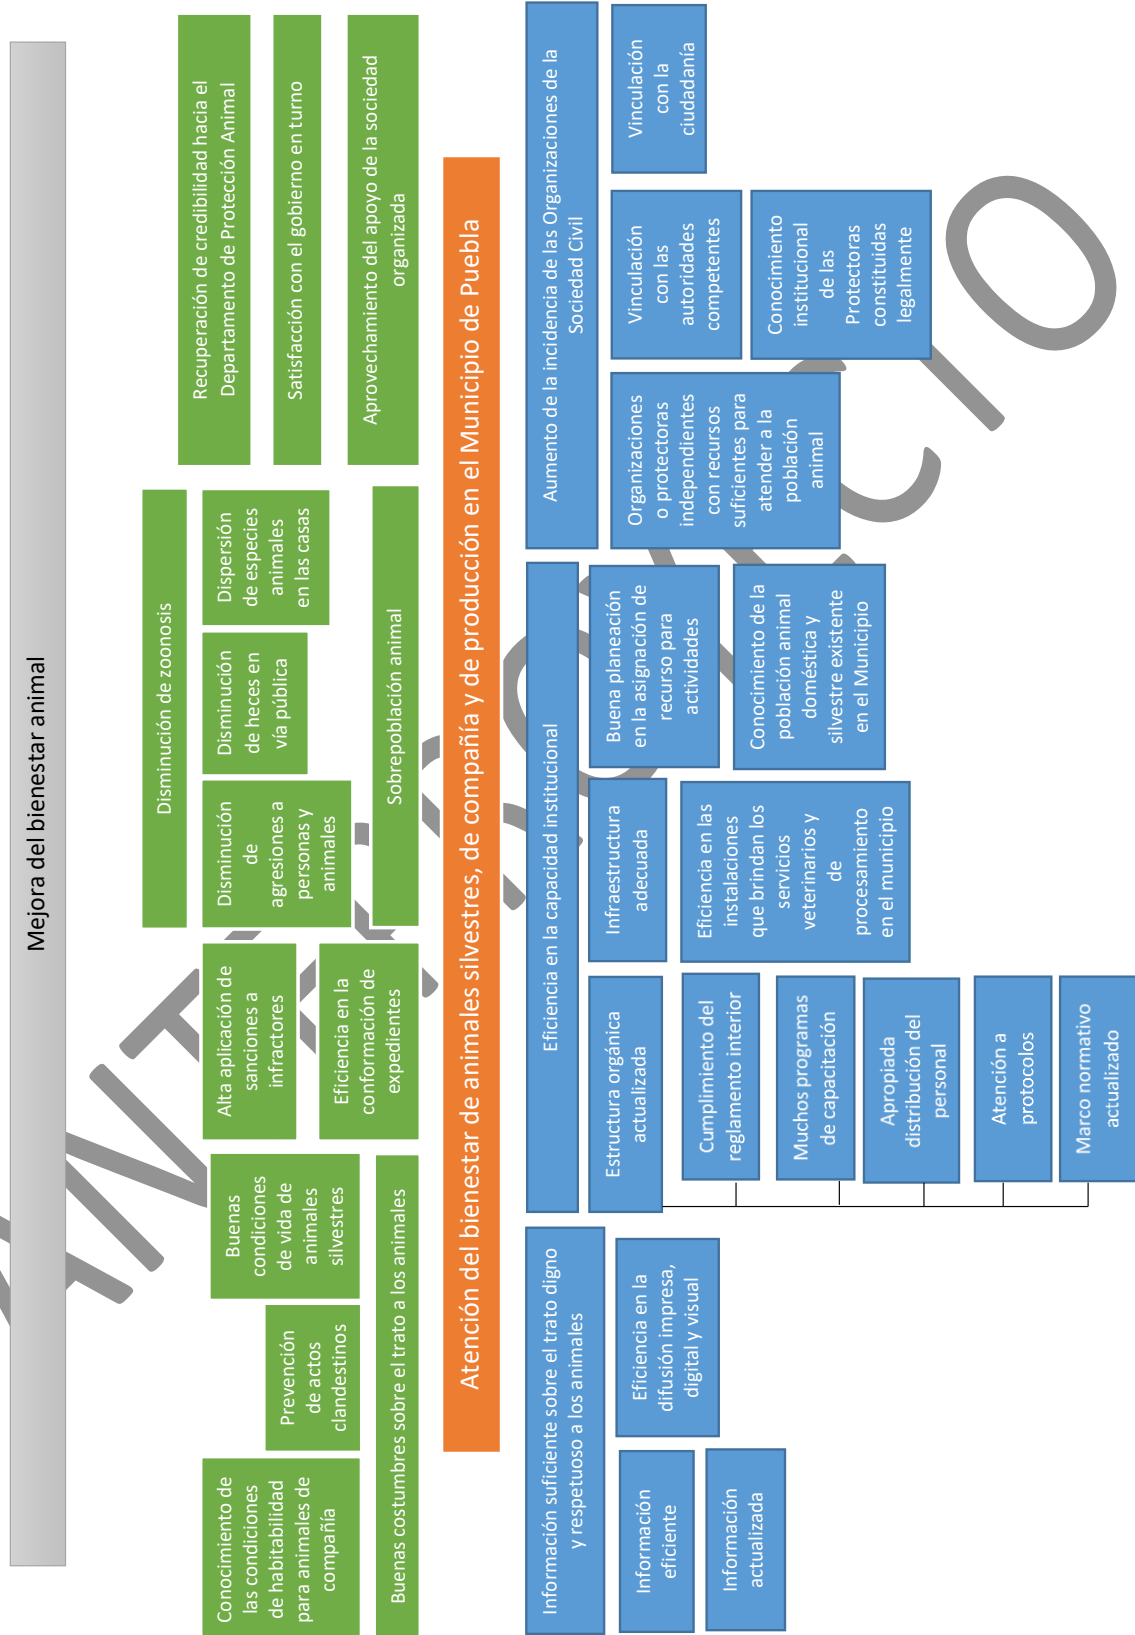 Mejora del bienestar animal
Disminución de zoonosis
Recuperación de credibilidad hacia el
Departamento de Protección Animal
Conocimiento de
las condiciones
de habitabilidad
para animales de
compañía
Prevención
de actos
clandestinos
Buenas
condiciones
de vida de
animales
silvestres
Alta aplicación de
sanciones a
infractores
Disminución
de
agresiones a
personas y
animales
Disminución
de heces en
vía pública
Dispersión
de especies
animales
en las casas
Satisfacción con el gobierno en turno
Buenas costumbres sobre el trato a los animales
Eficiencia en la
conformación de
expedientes
Sobrepoblación animal
Aprovechamiento del apoyo de la sociedad
organizada
Atención del bienestar de animales silvestres, de compañía y de producción en el Municipio de Puebla
Información suficiente sobre el trato digno
y respetuoso a los animales
Eficiencia en la capacidad institucional
Aumento de la incidencia de las Organizaciones de la
Sociedad Civil
Información
eficiente
Eficiencia en la
difusión impresa,
digital y visual
Información
actualizada
Estructura orgánica
actualizada
Cumplimiento del
reglamento interior
Muchos programas
de capacitación
Apropiada
distribución del
personal
Atención a
protocolos
Marco normativo
actualizado
Infraestructura
adecuada
Eficiencia en las
instalaciones
que brindan los
servicios
veterinarios y
de
procesamiento
en el municipio
Buena planeación
en la asignación de
recurso para
actividades
Conocimiento de la
población animal
doméstica y
silvestre existente
en el Municipio
Organizaciones
o protectoras
independientes
con recursos
suficientes para
atender a la
población
animal
Vinculación
con las
autoridades
competentes
Conocimiento
institucional
de las
Protectoras
constituidas
legalmente
Vinculación
con la
ciudadanía